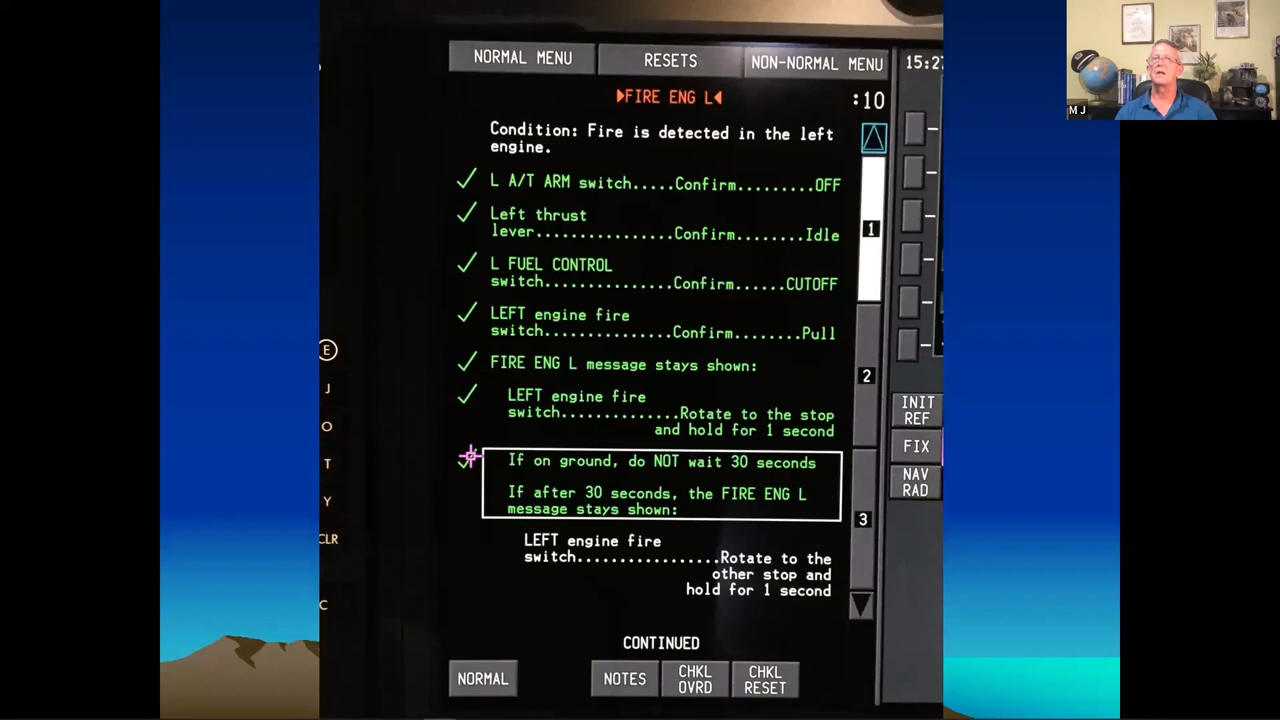 NORMAL MENU
RESETS
NON-NORMAL MENU
15:27
FIRE ENG L
:10
Condition: Fire is detected in the left
engine.
L A/T ARM switch.....Confirm.........OFF
Left thrust
lever................Confirm........Idle
L FUEL CONTROL
switch...............Confirm......CUTOFF
LEFT engine fire
switch...............Confirm........Pull
FIRE ENG L message stays shown:
LEFT engine fire
switch..............Rotate to the stop
and hold for 1 second
If on ground, do NOT wait 30 seconds
If after 30 seconds, the FIRE ENG L
message stays shown:
LEFT engine fire
switch.................Rotate to the
other stop and
hold for 1 second
CONTINUED
NORMAL
NOTES
CHKL
OVRD
CHKL
RESET
1
2
3
INIT
REF
FIX
NAV
RAD
E
J
O
T
Y
CLR
C
M J